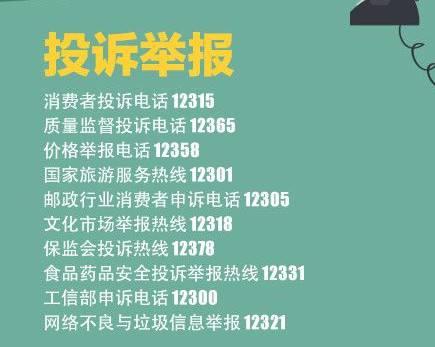 投诉举报
消费者投诉电话 12315
质量监督投诉电话 12365
价格举报电话 12358
国家旅游服务热线 12301
邮政行业消费者申诉电话 12305
文化市场举报热线 12318
保监会投诉热线 12378
食品药品安全投诉举报热线 12331
工信部申诉电话 12300
网络不良与垃圾信息举报 12321